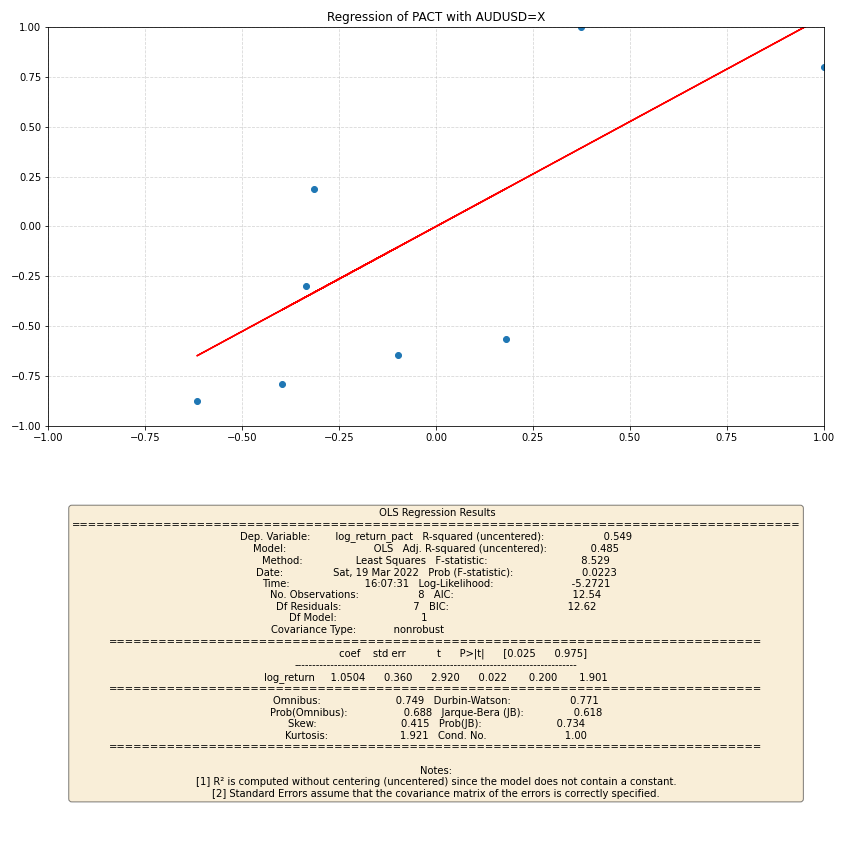 Regression of PACT with AUDUSD=X
1.00
0.75
0.50
0.25
0.00
−0.25
−0.50
−0.75
−1.00
−1.00 −0.75 −0.50 −0.25 0.00 0.25 0.50 0.75 1.00
OLS Regression Results
==============================================================================
Dep. Variable: log_return_pact R-squared (uncentered): 0.549
Model: OLS Adj. R-squared (uncentered): 0.485
Method: Least Squares F-statistic: 8.529
Date: Sat, 19 Mar 2022 Prob (F-statistic): 0.0223
Time: 16:07:31 Log-Likelihood: -5.2721
No. Observations: 8 AIC: 12.54
Df Residuals: 7 BIC: 12.62
Df Model: 1
Covariance Type: nonrobust
==============================================================================
coef std err t P>|t| [0.025 0.975]
------------------------------------------------------------------------------
log_return 1.0504 0.360 2.920 0.022 0.200 1.901
==============================================================================
Omnibus: 0.749 Durbin-Watson: 0.771
Prob(Omnibus): 0.688 Jarque-Bera (JB): 0.618
Skew: 0.415 Prob(JB): 0.734
Kurtosis: 1.921 Cond. No. 1.00
==============================================================================
Notes:
[1] R² is computed without centering (uncentered) since the model does not contain a constant.
[2] Standard Errors assume that the covariance matrix of the errors is correctly specified.